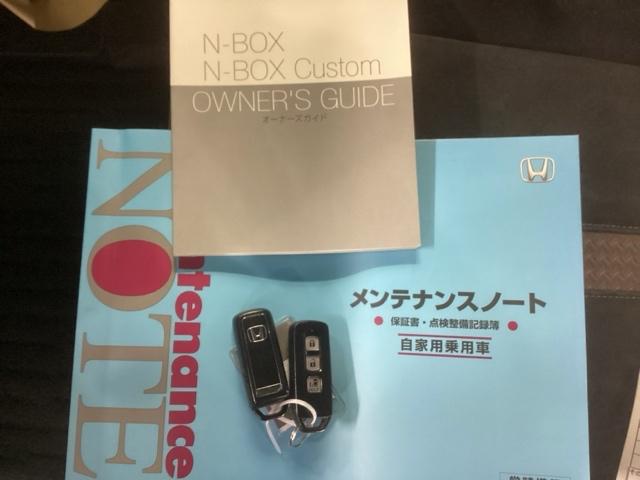 N-BOX
N-BOX Custom
OWNER'S GUIDE
オーナーズガイド
Maintenance
NOTE
メンテナンスノート
保証書・点検整備記録簿
自家用乗用車